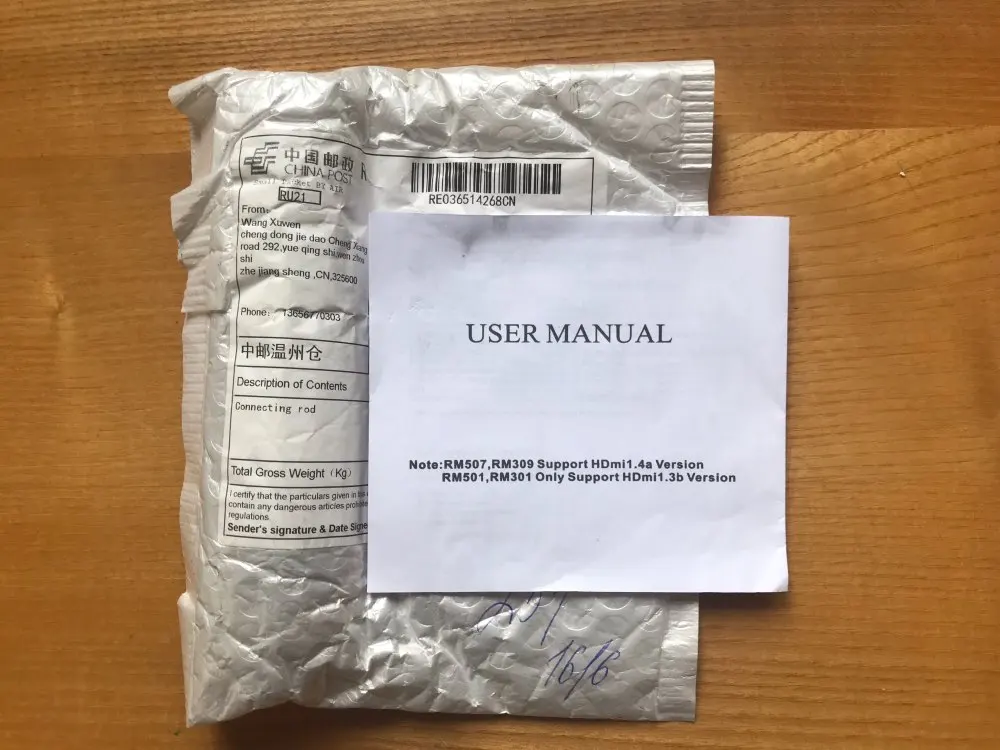 中国邮政
CHINA POST
RU21
RE036514268CN
From:
Wang Xuwen
cheng dong jie dao Cheng Xiang
road 292,yue qing shi,wen zhou
shi
zhe jiang sheng ,CN,325600
Phone: 13656770303
中邮温州仓
Description of Contents
Connecting rod
Total Gross Weight (Kg)
I certify that the particulars given in
contain any dangerous articles
regulations.
Sender's signature & Date
USER MANUAL
Note:RM507,RM309 Support HDmi1.4a Version
RM501,RM301 Only Support HDmi1.3b Version
16/6